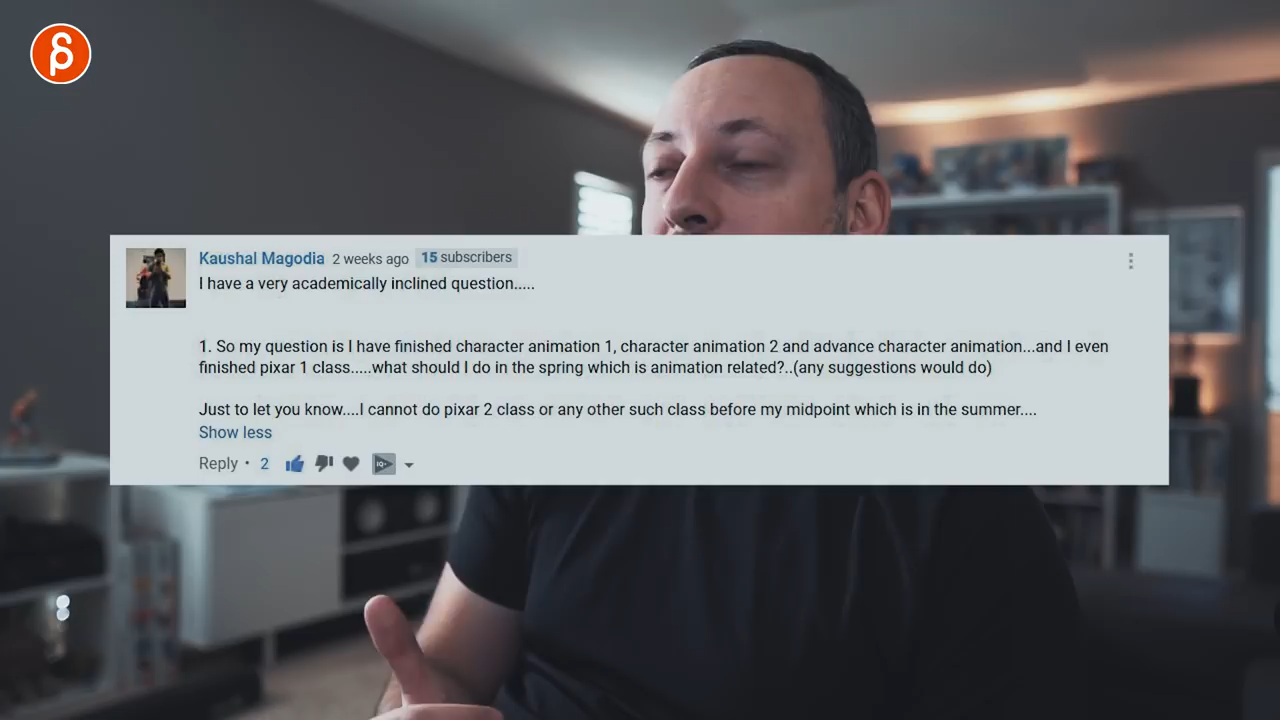 Kaushal Magodia 2 weeks ago 15 subscribers
I have a very academically inclined question.....
1. So my question is I have finished character animation 1, character animation 2 and advance character animation...and I even
finished pixar 1 class.....what should I do in the spring which is animation related?..(any suggestions would do)
Just to let you know....I cannot do pixar 2 class or any other such class before my midpoint which is in the summer....
Show less
Reply • 2